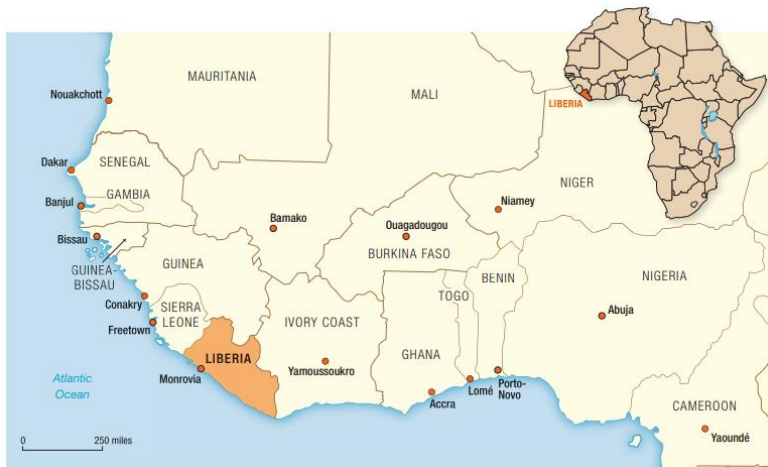 MAURITANIA
MALI
LIBERIA
Nouakchott
Dakar
SENEGAL
NIGER
GAMBIA
Banjul
Niamey
Bamako
Ouagadougou
Bissau
BURKINA FASO
GUINEA
GUINEA-
BISSAU
BENIN
NIGERIA
TOGO
Conakry
SIERRA
LEONE
IVORY COAST
Abuja
Freetown
GHANA
LIBERIA
Yamoussoukro
Monrovia
Atlantic
Ocean
Lomé
Porto-
Novo
Accra
CAMEROON
Yaoundé
0
250 miles